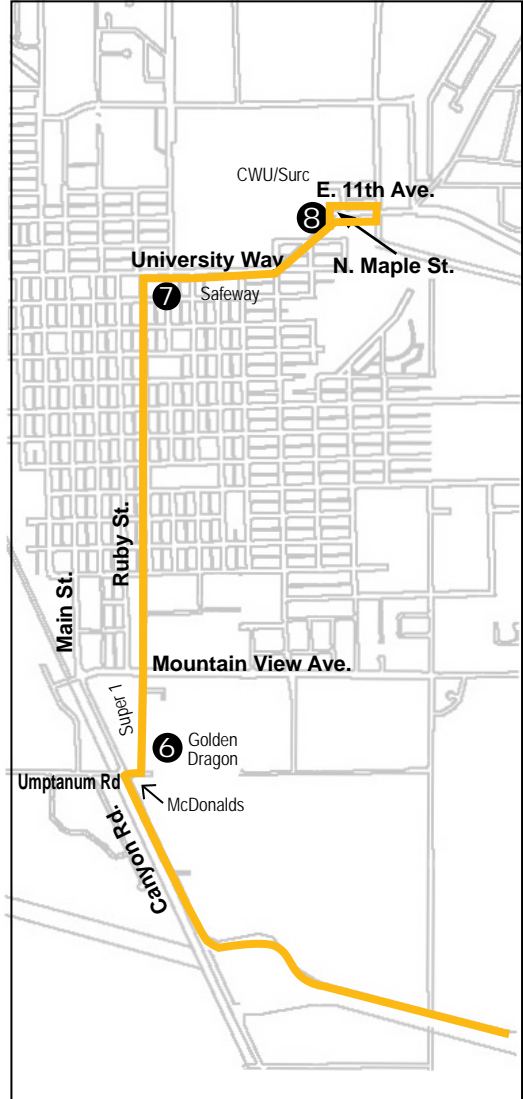 CWU/Surc
E. 11th Ave.
8
N. Maple St.
University Way
7
Safeway
Ruby St.
Main St.
Mountain View Ave.
Super 1
6
Golden
Dragon
Umptanum Rd
McDonalds
Canyon Rd.